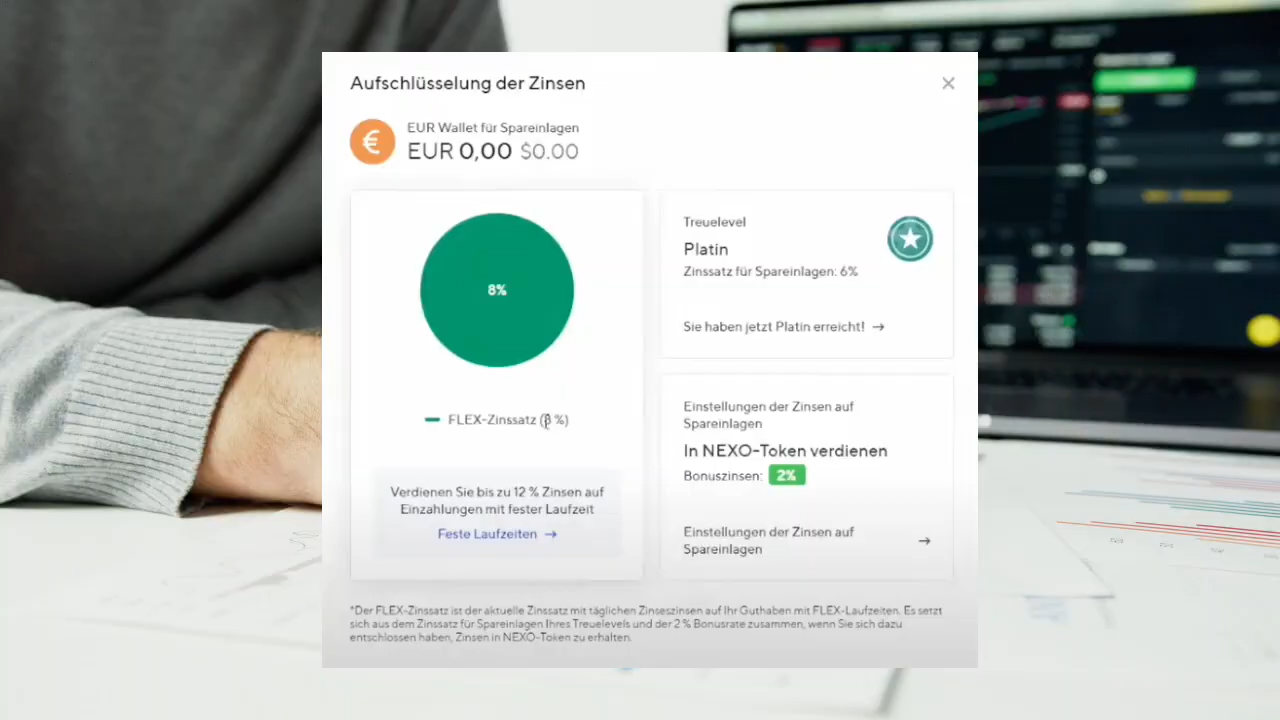 Aufschlüsselung der Zinsen
EUR Wallet für Spareinlagen
EUR 0,00 $0.00
8%
FLEX-Zinssatz (8 %)
Verdienen Sie bis zu 12 % Zinsen auf
Einzahlungen mit fester Laufzeit
Feste Laufzeiten →
Treuelevel
Platin
Zinssatz für Spareinlagen: 6%
Sie haben jetzt Platin erreicht! →
Einstellungen der Zinsen auf
Spareinlagen
In NEXO-Token verdienen
Bonuszinsen: 2%
Einstellungen der Zinsen auf
Spareinlagen →
*Der FLEX-Zinssatz ist der aktuelle Zinssatz mit täglichen Zinseszinsen auf Ihr Guthaben mit FLEX-Laufzeiten. Es setzt
sich aus dem Zinssatz für Spareinlagen Ihres Treuelevels und der 2 % Bonusrate zusammen, wenn Sie sich dazu
entschlossen haben, Zinsen in NEXO-Token zu erhalten.